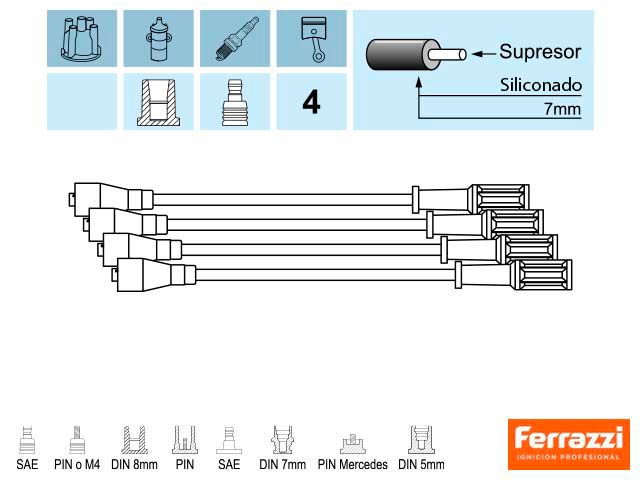 Supresor
Siliconado
7mm
4
SAE PIN o M4 DIN 8mm PIN SAE DIN 7mm PIN Mercedes DIN 5mm
Ferrazzi
IGNICION PROFESIONAL